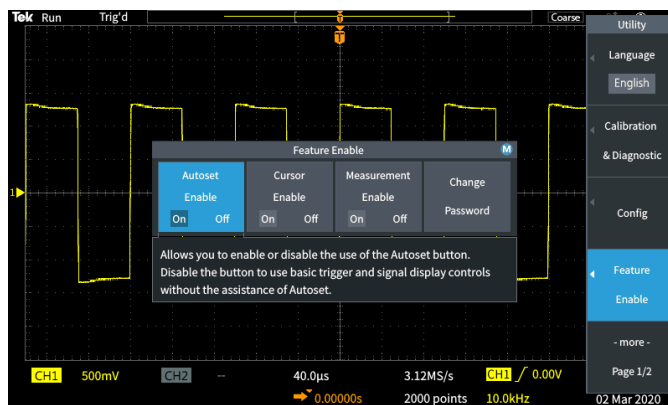 Tek Run Trig'd
T
Coarse
T
Utility
Language
English
Calibration
& Diagnostic
Config
Feature
Enable
- more -
Page 1/2
1
Feature Enable M
Autoset
Enable
On Off
Cursor
Enable
On Off
Measurement
Enable
On Off
Change
Password
Allows you to enable or disable the use of the Autoset button.
Disable the button to use basic trigger and signal display controls
without the assistance of Autoset.
CH1 500mV CH2 -- 40.0µs 3.12MS/s CH1 0.00V
0.00000s 2000 points 10.0kHz 02 Mar 2020